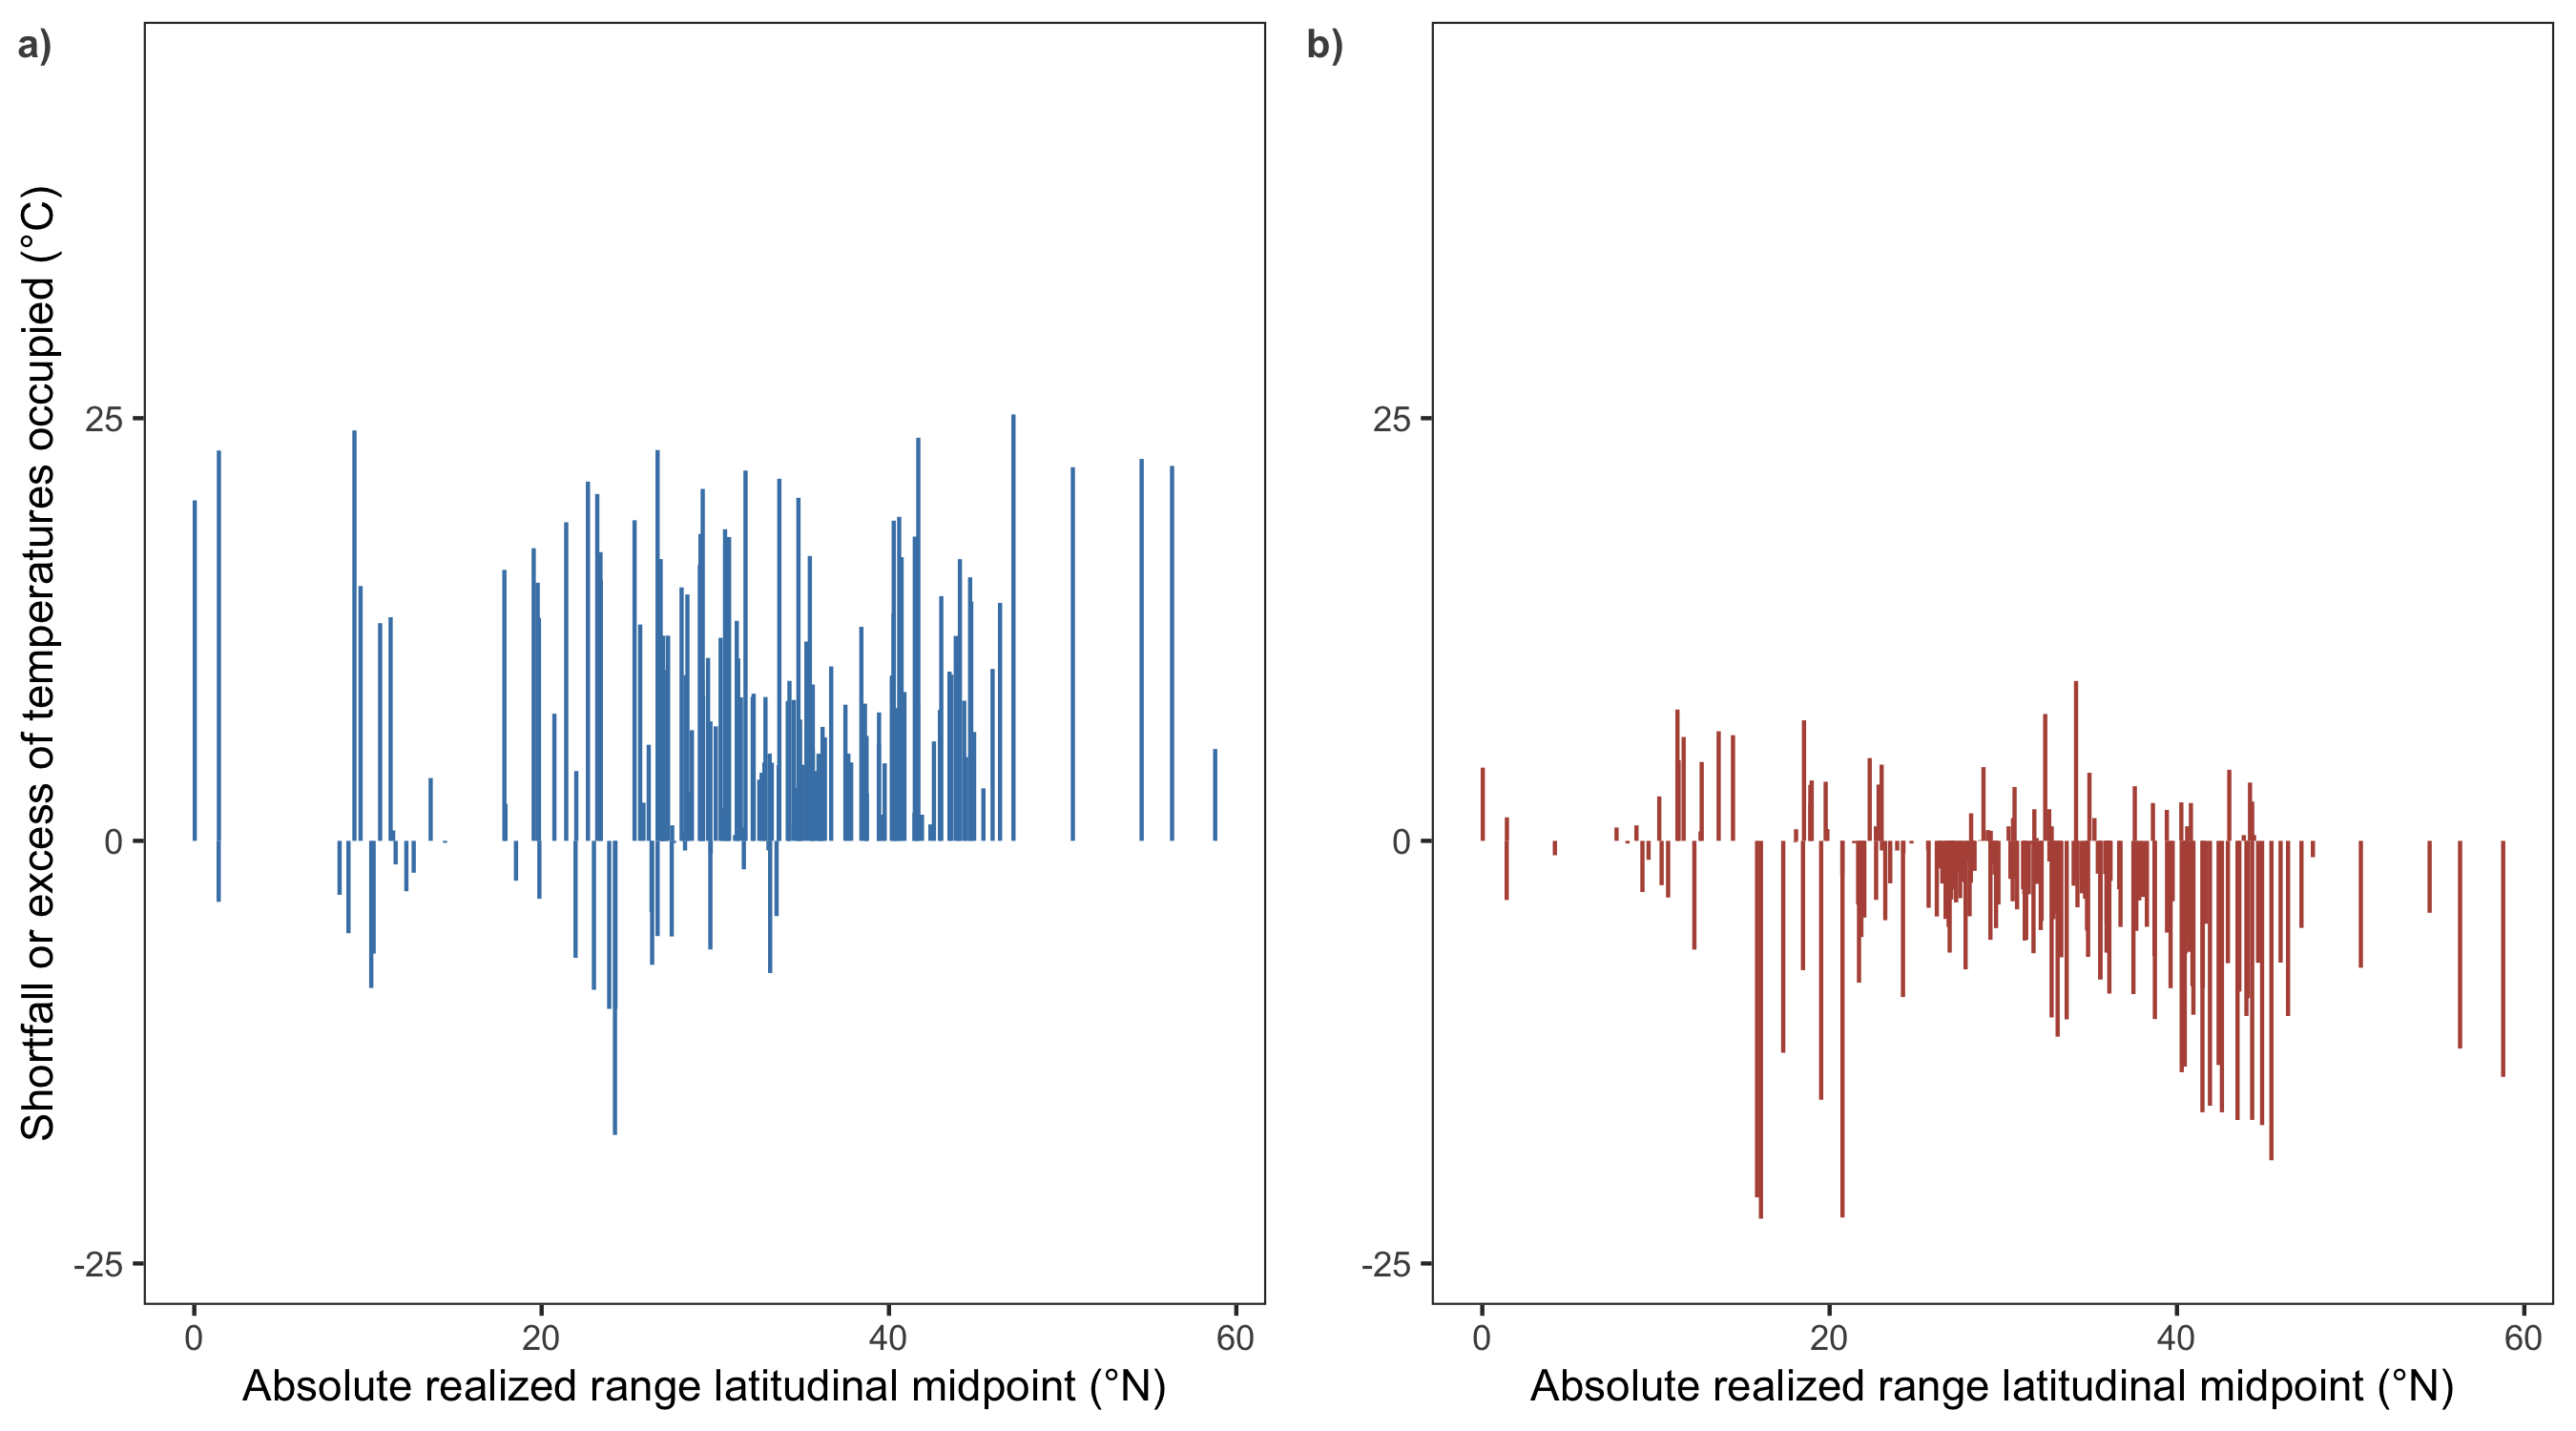 a)
Shortfall or excess of temperatures occupied (°C)
25
0
-25
0 20 40 60
Absolute realized range latitudinal midpoint (°N)
b)
25
0
-25
0 20 40 60
Absolute realized range latitudinal midpoint (°N)